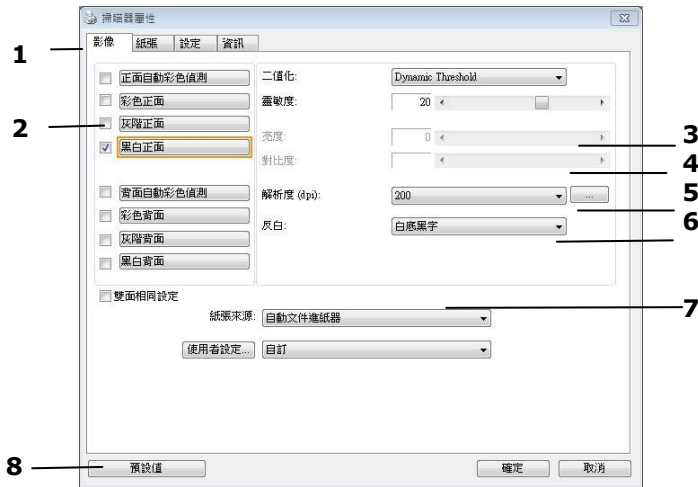 掃瞄器屬性
影像 紙張 設定 資訊
1
正面自動彩色偵測
彩色正面
灰階正面
黑白正面
2
背面自動彩色偵測
彩色背面
灰階背面
黑白背面
二值化: Dynamic Threshold
靈敏度: 20
亮度: 0
對比度:
解析度 (dpi): 200 ...
反白: 白底黑字
3
4
5
6
雙面相同設定
紙張來源: 自動文件進紙器
7
使用者設定... 自訂
8
預設值 確定 取消